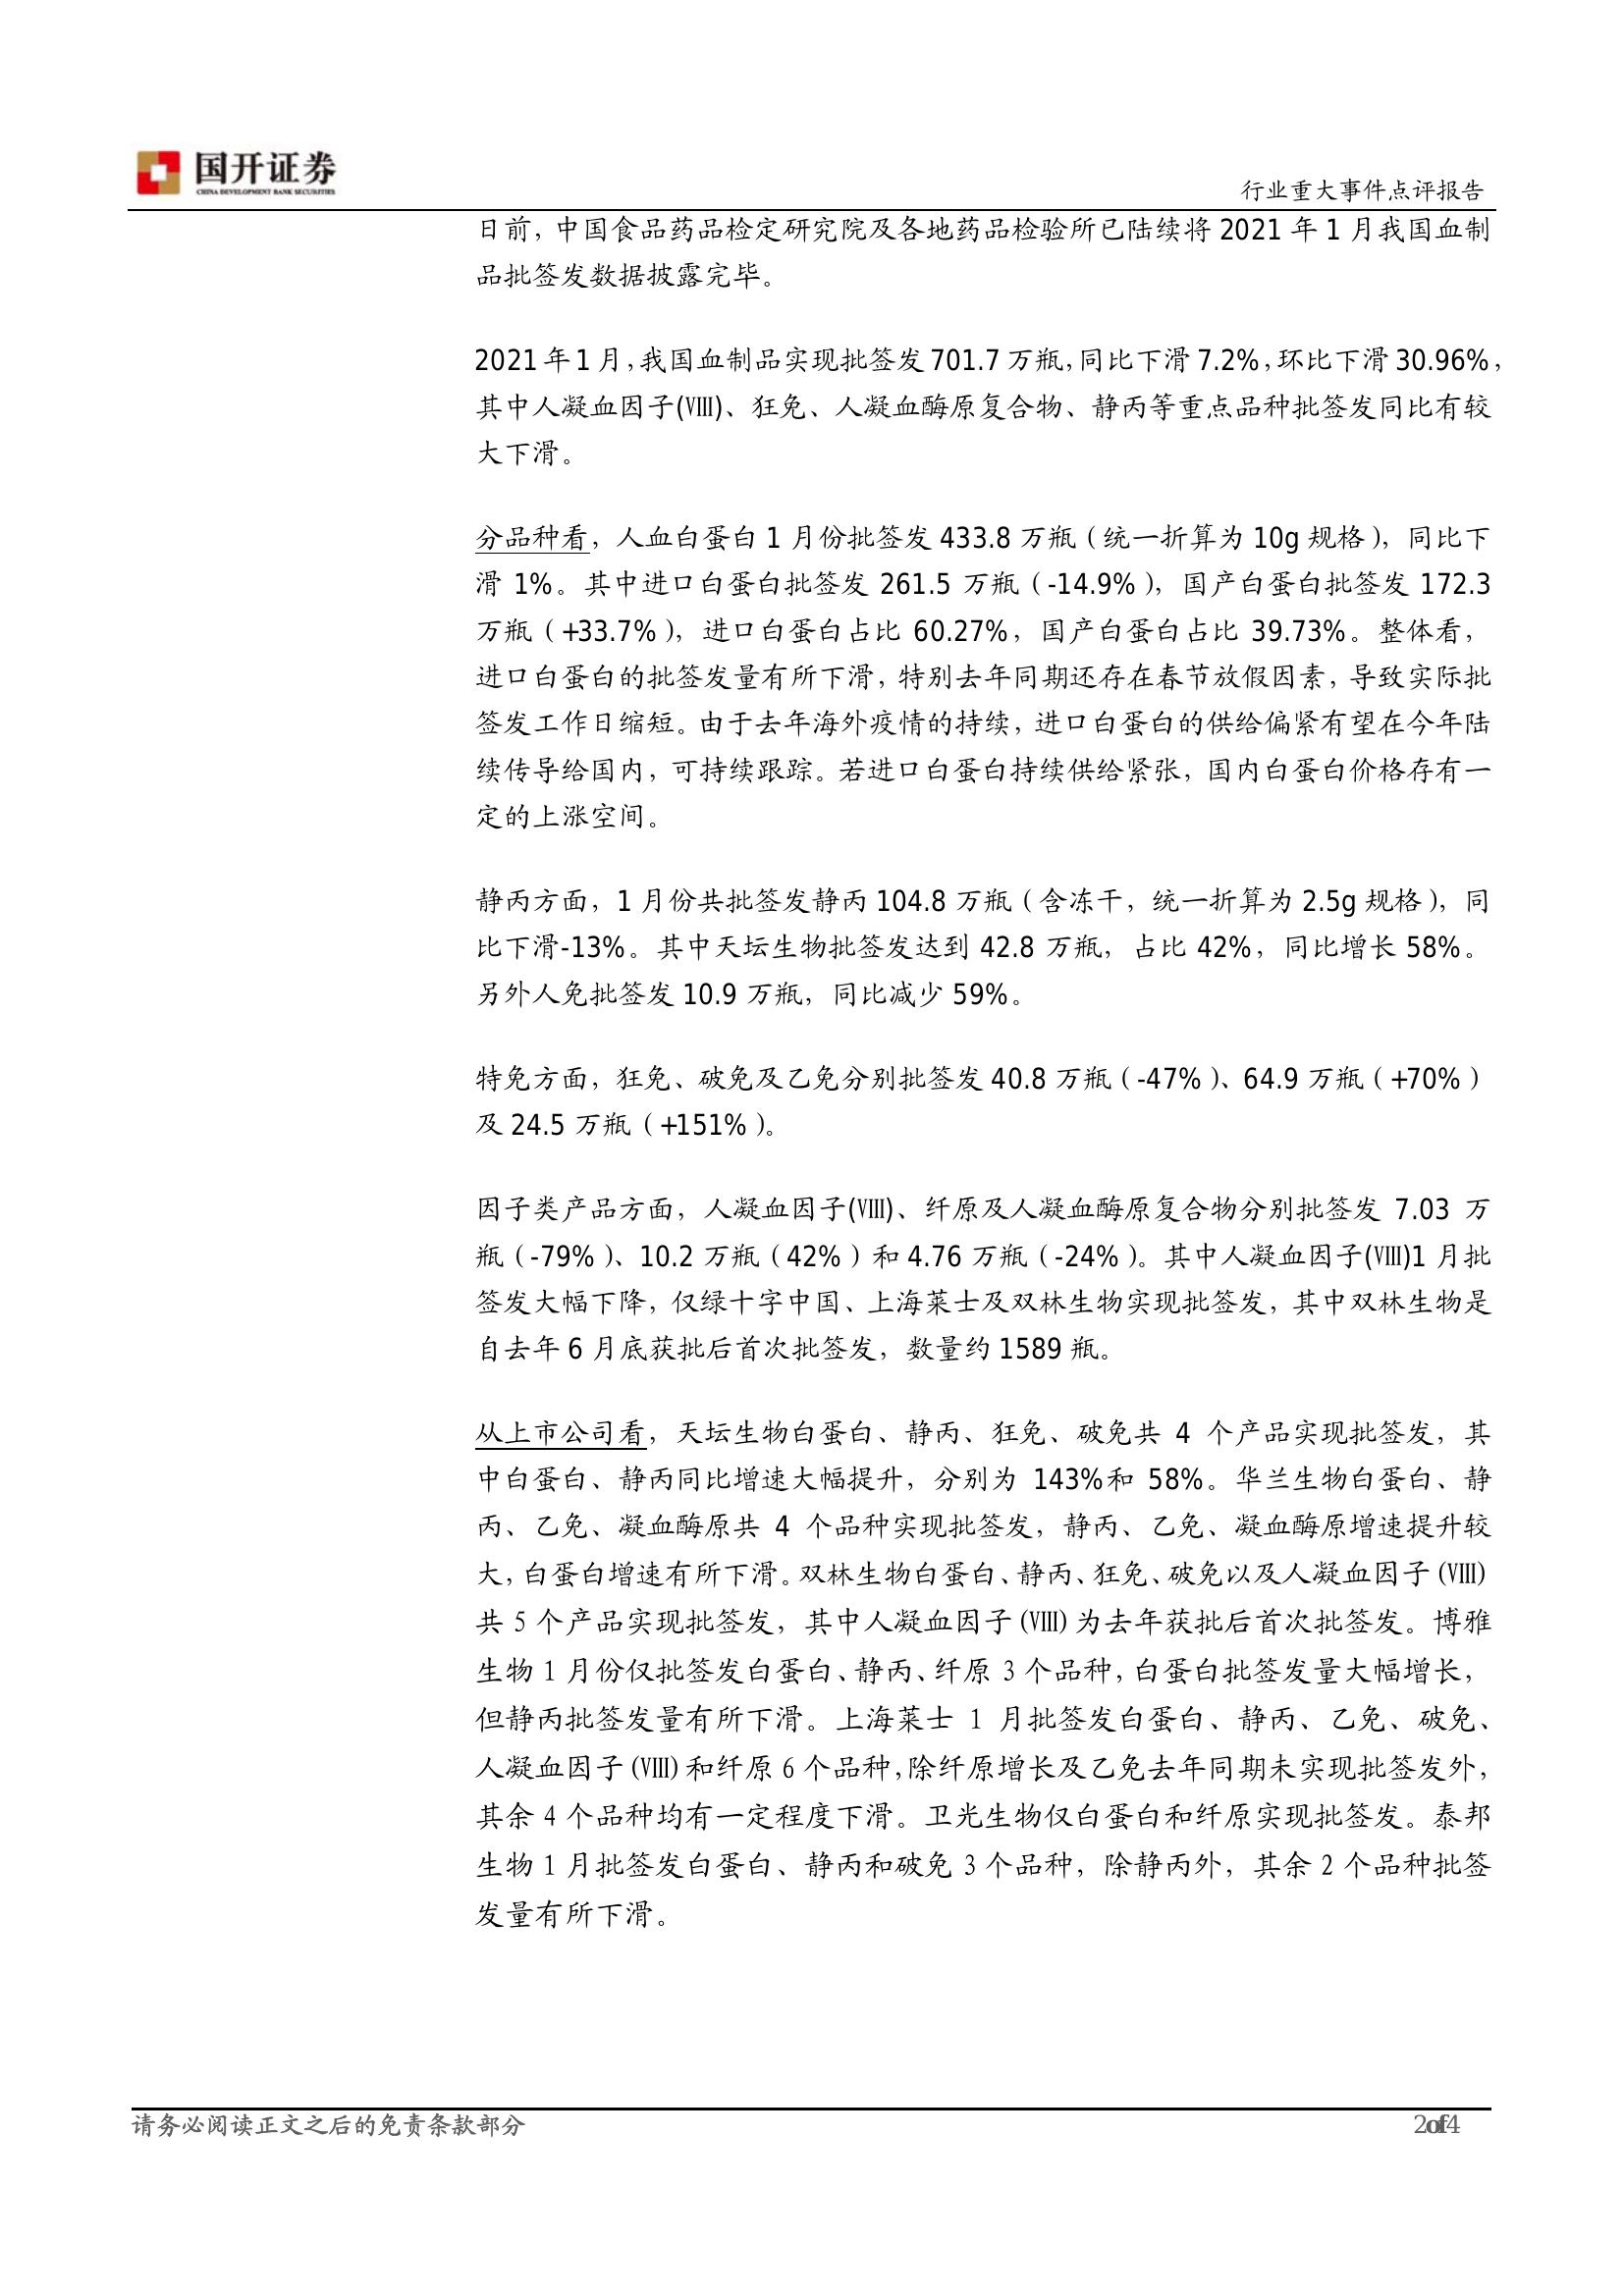 国开证券
CHINA DEVELOPMENT BANK SECURITIES
行业重大事件点评报告
日前，中国食品药品检定研究院及各地药品检验所已陆续将 2021 年 1 月我国血制
品批签发数据披露完毕。
2021 年 1 月，我国血制品实现批签发 701.7 万瓶，同比下滑 7.2%，环比下滑 30.96%，
其中人凝血因子(Ⅷ)、狂免、人凝血酶原复合物、静丙等重点品种批签发同比有较
大下滑。
分品种看，人血白蛋白 1 月份批签发 433.8 万瓶（统一折算为 10g 规格），同比下
滑 1%。其中进口白蛋白批签发 261.5 万瓶（-14.9%），国产白蛋白批签发 172.3
万瓶（+33.7%），进口白蛋白占比 60.27%，国产白蛋白占比 39.73%。整体看，
进口白蛋白的批签发量有所下滑，特别去年同期还存在春节放假因素，导致实际批
签发工作日缩短。由于去年海外疫情的持续，进口白蛋白的供给偏紧有望在今年陆
续传导给国内，可持续跟踪。若进口白蛋白持续供给紧张，国内白蛋白价格存有一
定的上涨空间。
静丙方面，1 月份共批签发静丙 104.8 万瓶（含冻干，统一折算为 2.5g 规格），同
比下滑-13%。其中天坛生物批签发达到 42.8 万瓶，占比 42%，同比增长 58%。
另外人免批签发 10.9 万瓶，同比减少 59%。
特免方面，狂免、破免及乙免分别批签发 40.8 万瓶（-47%）、64.9 万瓶（+70%）
及 24.5 万瓶（+151%）。
因子类产品方面，人凝血因子(Ⅷ)、纤原及人凝血酶原复合物分别批签发 7.03 万
瓶（-79%）、10.2 万瓶（42%）和 4.76 万瓶（-24%）。其中人凝血因子(Ⅷ)1 月批
签发大幅下降，仅绿十字中国、上海莱士及双林生物实现批签发，其中双林生物是
自去年 6 月底获批后首次批签发，数量约 1589 瓶。
从上市公司看，天坛生物白蛋白、静丙、狂免、破免共 4 个产品实现批签发，其
中白蛋白、静丙同比增速大幅提升，分别为 143%和 58%。华兰生物白蛋白、静
丙、乙免、凝血酶原共 4 个品种实现批签发，静丙、乙免、凝血酶原增速提升较
大，白蛋白增速有所下滑。双林生物白蛋白、静丙、狂免、破免以及人凝血因子(Ⅷ)
共 5 个产品实现批签发，其中人凝血因子(Ⅷ)为去年获批后首次批签发。博雅
生物 1 月份仅批签发白蛋白、静丙、纤原 3 个品种，白蛋白批签发量大幅增长，
但静丙批签发量有所下滑。上海莱士 1 月批签发白蛋白、静丙、乙免、破免、
人凝血因子(Ⅷ)和纤原 6 个品种，除纤原增长及乙免去年同期未实现批签发外，
其余 4 个品种均有一定程度下滑。卫光生物仅白蛋白和纤原实现批签发。泰邦
生物 1 月批签发白蛋白、静丙和破免 3 个品种，除静丙外，其余 2 个品种批签
发量有所下滑。
请务必阅读正文之后的免责条款部分
2of4